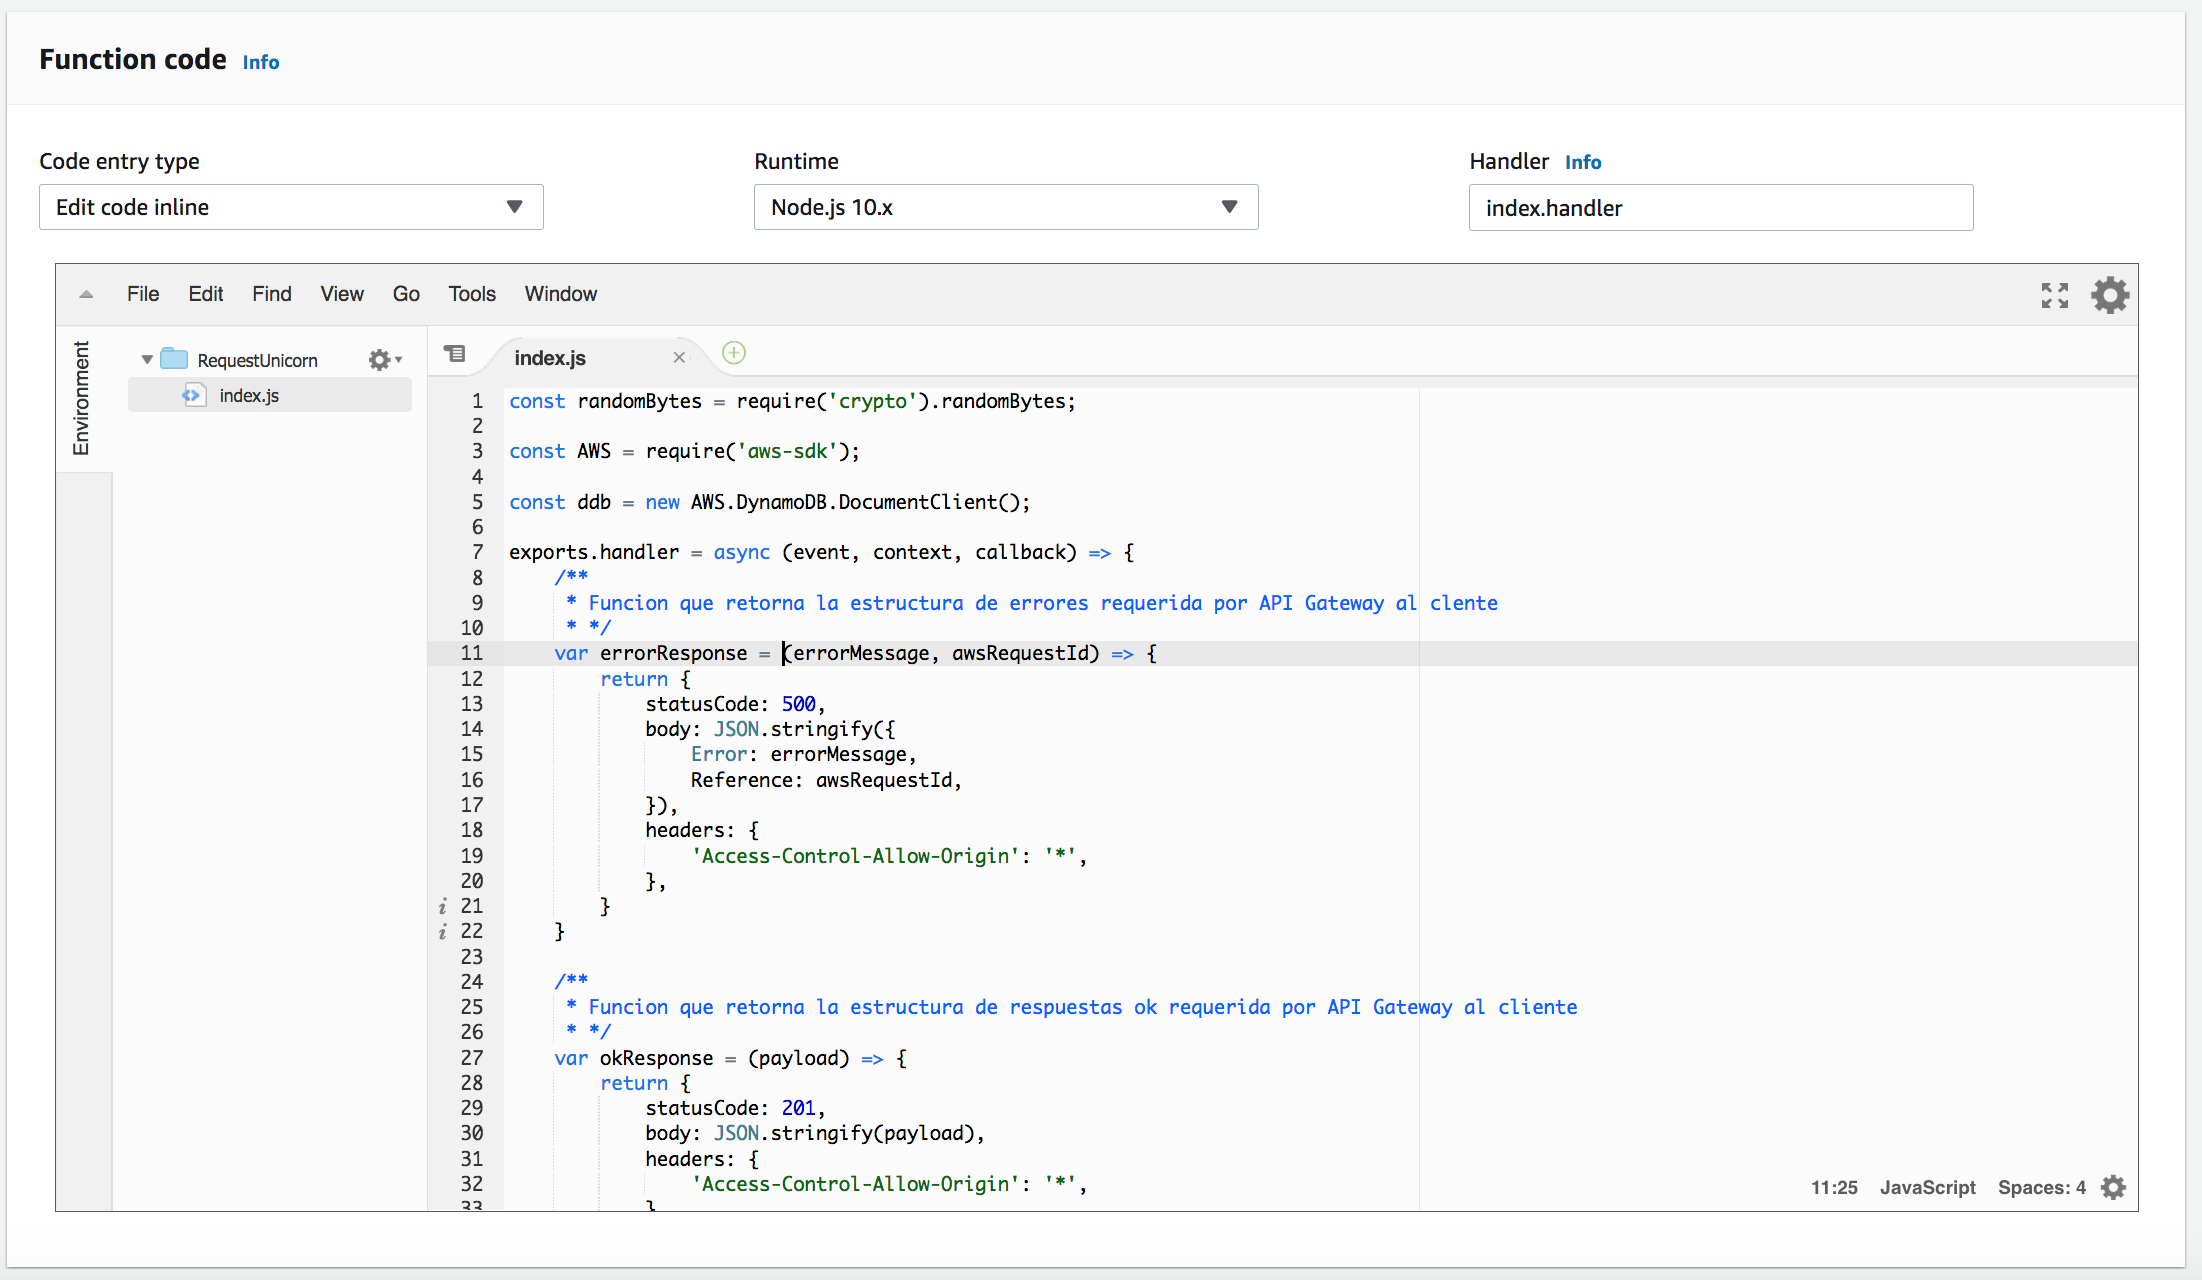 Function code Info
Code entry type
Edit code inline
Runtime
Node.js 10.x
Handler Info
index.handler
File Edit Find View Go Tools Window
Environment
RequestUnicorn
index.js
index.js
1 const randomBytes = require('crypto').randomBytes;
2
3 const AWS = require('aws-sdk');
4
5 const ddb = new AWS.DynamoDB.DocumentClient();
6
7 exports.handler = async (event, context, callback) => {
8 /**
9 * Funcion que retorna la estructura de errores requerida por API Gateway al clente
10 * */
11 var errorResponse = (errorMessage, awsRequestId) => {
12 return {
13 statusCode: 500,
14 body: JSON.stringify({
15 Error: errorMessage,
16 Reference: awsRequestId,
17 }),
18 headers: {
19 'Access-Control-Allow-Origin': '*',
20 },
i 21 }
i 22 }
23
24 /**
25 * Funcion que retorna la estructura de respuestas ok requerida por API Gateway al cliente
26 * */
27 var okResponse = (payload) => {
28 return {
29 statusCode: 201,
30 body: JSON.stringify(payload),
31 headers: {
32 'Access-Control-Allow-Origin': '*',
33 }
11:25 JavaScript Spaces: 4